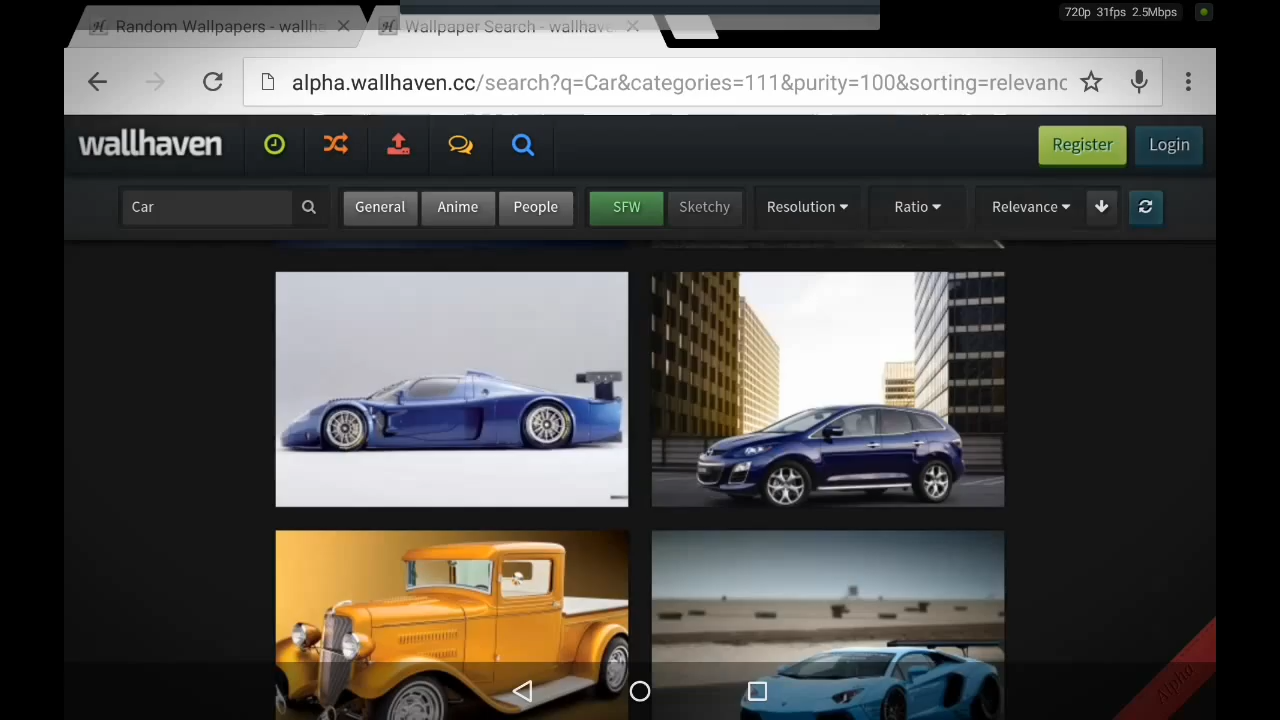 720p 31fps 2.5Mbps
Random Wallpapers - wallha
Wallpaper Search - wallhave
alpha.wallhaven.cc/search?q=Car&categories=111&purity=100&sorting=relevanc
wallhaven
Register
Login
Car
General
Anime
People
SFW
Sketchy
Resolution
Ratio
Relevance
Alpha